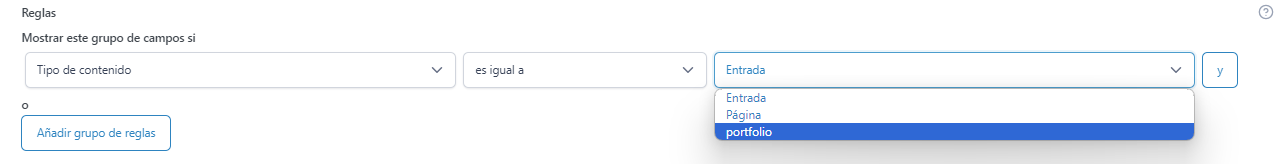 Reglas
Mostrar este grupo de campos si
Tipo de contenido es igual a Entrada y
Entrada
Página
portfolio
o
Añadir grupo de reglas